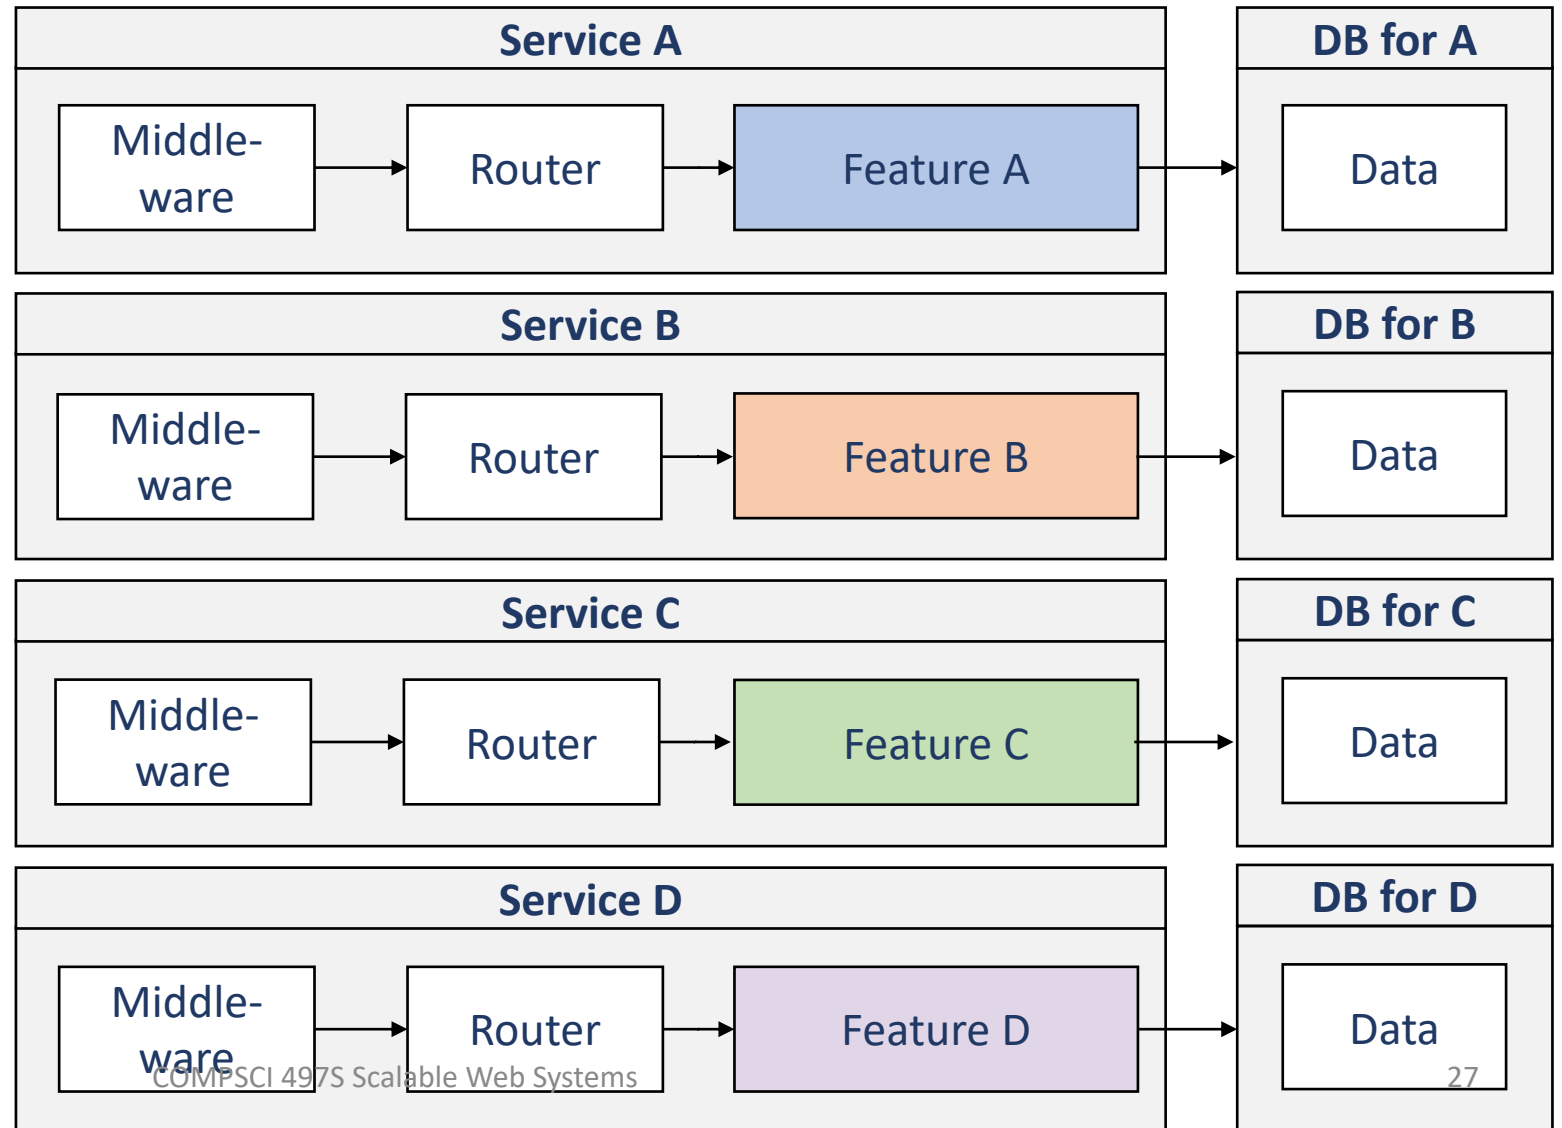 Service A
DB for A
Middle-
ware
Router
Feature A
Data
Service B
DB for B
Middle-
ware
Router
Feature B
Data
Service C
DB for C
Middle-
ware
Router
Feature C
Data
Service D
DB for D
Middle-
ware
Router
Feature D
Data
COMPSCI 497S Scalable Web Systems
27